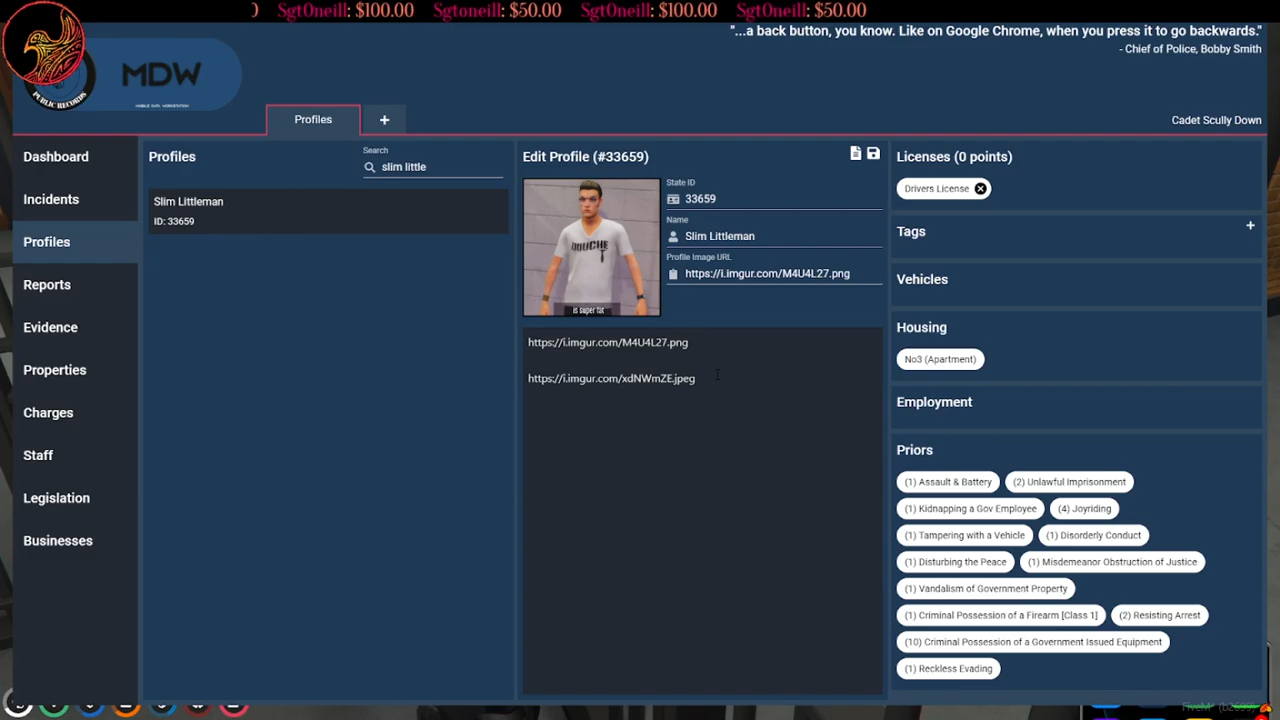 SgtOneill: $100.00 Sgtoneill: $50.00 SgtOneill: $100.00 SgtOneill: $50.00
"...a back button, you know. Like on Google Chrome, when you press it to go backwards."
- Chief of Police, Bobby Smith
PUBLIC RECORDS
MDW
MOBILE DATA WORKSTATION
Profiles
+
Cadet Scully Down
Dashboard
Incidents
Profiles
Reports
Evidence
Properties
Charges
Staff
Legislation
Businesses
Profiles
Search
slim little
Slim Littleman
ID: 33659
Edit Profile (#33659)
DOUCHE
is super fat
State ID
33659
Name
Slim Littleman
Profile Image URL
https://i.imgur.com/M4U4L27.png
https://i.imgur.com/M4U4L27.png
https://i.imgur.com/xdNWmZE.jpeg
Licenses (0 points)
Drivers License
Tags
+
Vehicles
Housing
No3 (Apartment)
Employment
Priors
(1) Assault & Battery (2) Unlawful Imprisonment
(1) Kidnapping a Gov Employee (4) Joyriding
(1) Tampering with a Vehicle (1) Disorderly Conduct
(1) Disturbing the Peace (1) Misdemeanor Obstruction of Justice
(1) Vandalism of Government Property
(1) Criminal Possession of a Firearm [Class 1] (2) Resisting Arrest
(10) Criminal Possession of a Government Issued Equipment
(1) Reckless Evading